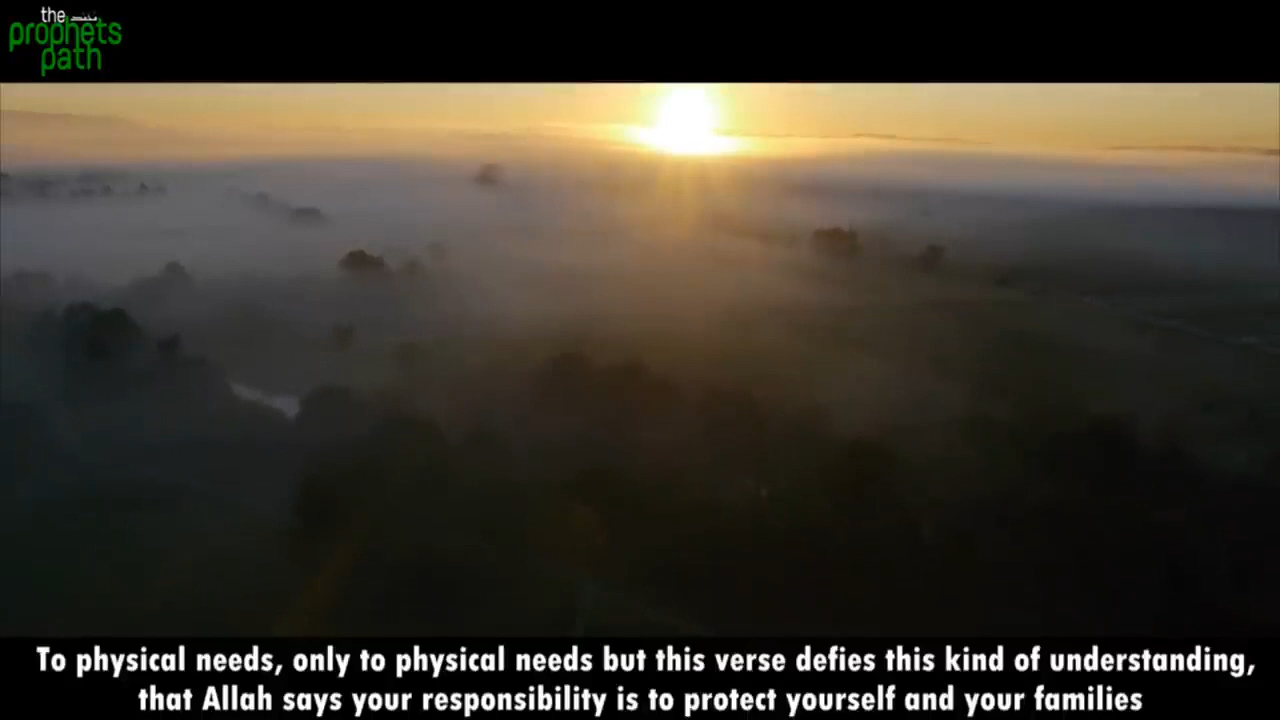 the
prophets
path
To physical needs, only to physical needs but this verse defies this kind of understanding,
that Allah says your responsibility is to protect yourself and your families